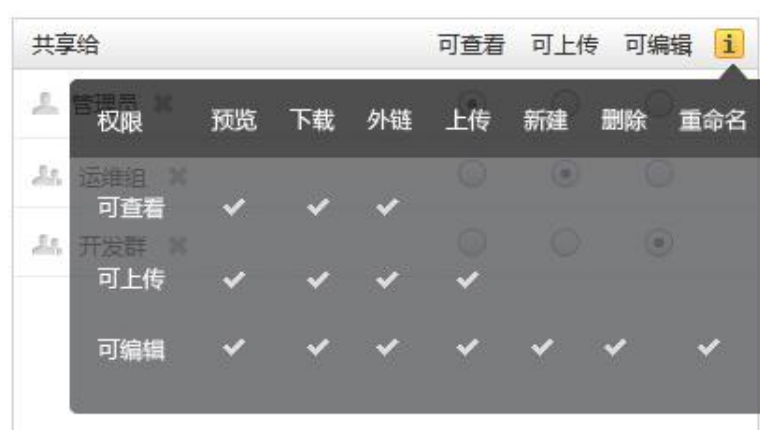 共享给 可查看 可上传 可编辑 i
管理员
权限 预览 下载 外链 上传 新建 删除 重命名
运维组
可查看
开发群
可上传
可编辑